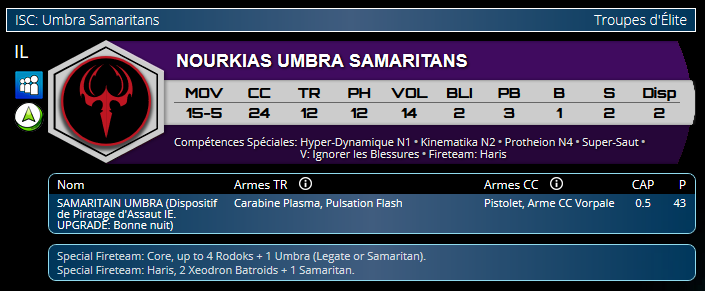 ISC: Umbra Samaritans Troupes d'Élite
IL
NOURKIAS UMBRA SAMARITANS
MOV CC TR PH VOL BLI PB B S Disp
15-5 24 12 12 14 2 3 1 2 2
Compétences Spéciales: Hyper-Dynamique N1 • Kinematika N2 • Protheion N4 • Super-Saut •
V: Ignorer les Blessures • Fireteam: Haris
Nom Armes TR Armes CC CAP P
SAMARITAIN UMBRA (Dispositif Carabine Plasma, Pulsation Flash Pistolet, Arme CC Vorpale 0.5 43
de Piratage d'Assaut IE.
UPGRADE: Bonne nuit)
Special Fireteam: Core, up to 4 Rodoks + 1 Umbra (Legate or Samaritan).
Special Fireteam: Haris, 2 Xeodron Batroids + 1 Samaritan.